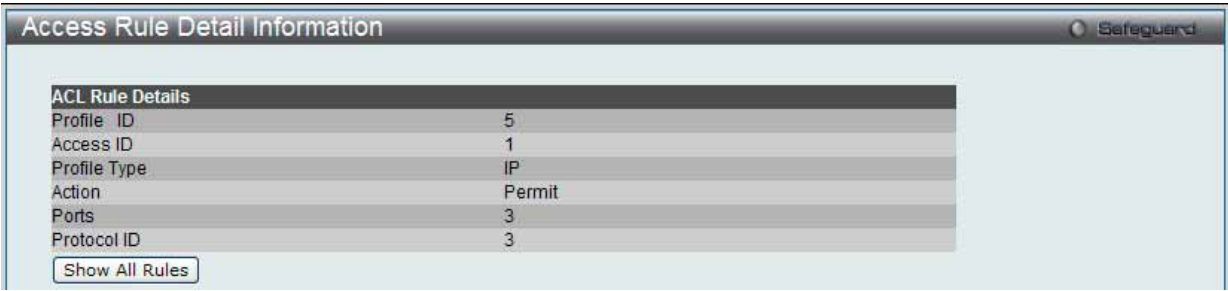 Access Rule Detail Information
Safeguard
ACL Rule Details
Profile ID 5
Access ID 1
Profile Type IP
Action Permit
Ports 3
Protocol ID 3
Show All Rules